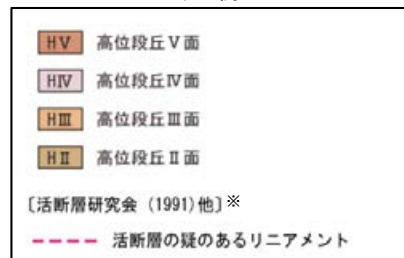 HⅤ 高位段丘Ⅴ面
HⅣ 高位段丘Ⅳ面
HⅢ 高位段丘Ⅲ面
HⅡ 高位段丘Ⅱ面
〔活断層研究会（1991)他〕※
活断層の疑のあるリニアメント